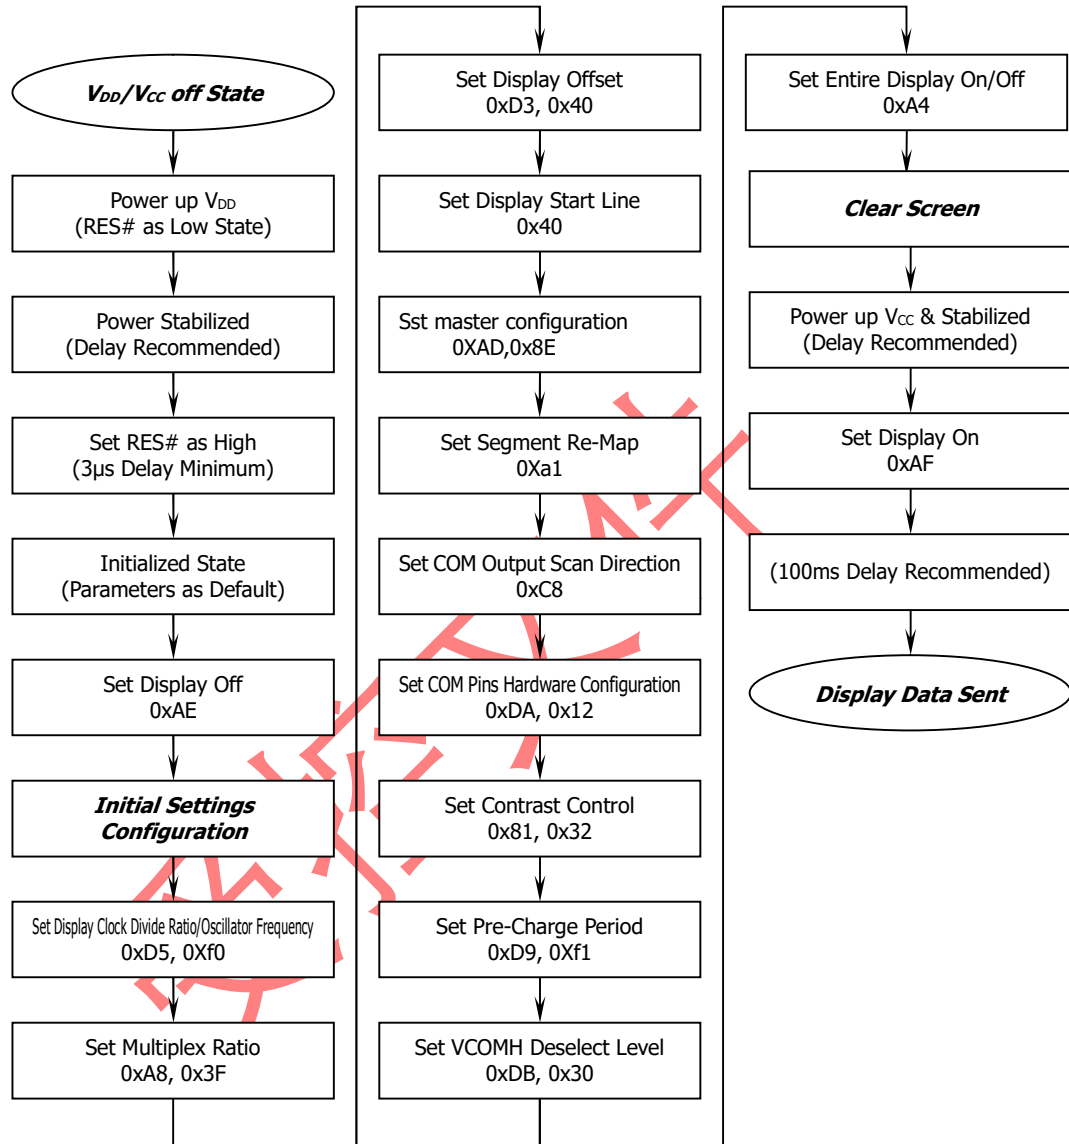 V_DD/V_CC off State
Power up V_DD
(RES# as Low State)
Power Stabilized
(Delay Recommended)
Set RES# as High
(3μs Delay Minimum)
Initialized State
(Parameters as Default)
Set Display Off
0xAE
Initial Settings
Configuration
Set Display Clock Divide Ratio/Oscillator Frequency
0xD5, 0Xf0
Set Multiplex Ratio
0xA8, 0x3F
Set Display Offset
0xD3, 0x40
Set Display Start Line
0x40
Sst master configuration
0XAD,0x8E
Set Segment Re-Map
0Xa1
Set COM Output Scan Direction
0xC8
Set COM Pins Hardware Configuration
0xDA, 0x12
Set Contrast Control
0x81, 0x32
Set Pre-Charge Period
0xD9, 0Xf1
Set VCOMH Deselect Level
0xDB, 0x30
Set Entire Display On/Off
0xA4
Clear Screen
Power up V_CC & Stabilized
(Delay Recommended)
Set Display On
0xAF
(100ms Delay Recommended)
Display Data Sent